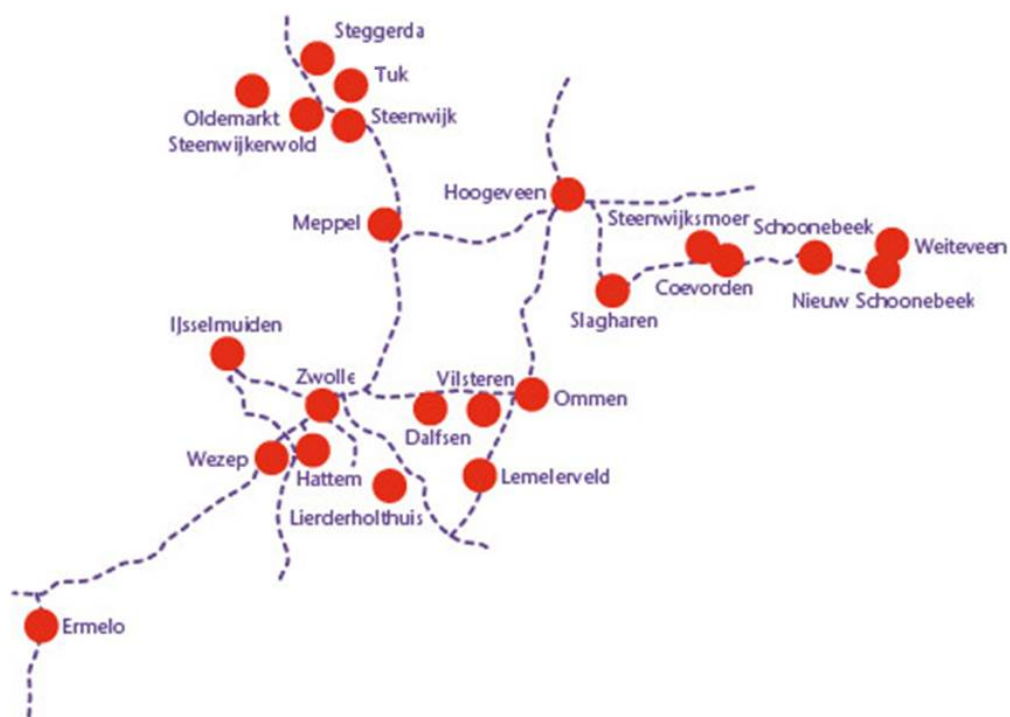 Steggerda
Tuk
Oldemarkt
Steenwijk
Steenwijkerwold
Hoogeveen
Meppel
Steenwijksmoer
Schoonebeek
Weiteveen
Coevorden
Nieuw Schoonebeek
Slagharen
IJsselmuiden
Zwolle
Vilsteren
Ommen
Dalfsen
Wezep
Hattem
Lemelerveld
Lierderholthuis
Ermelo